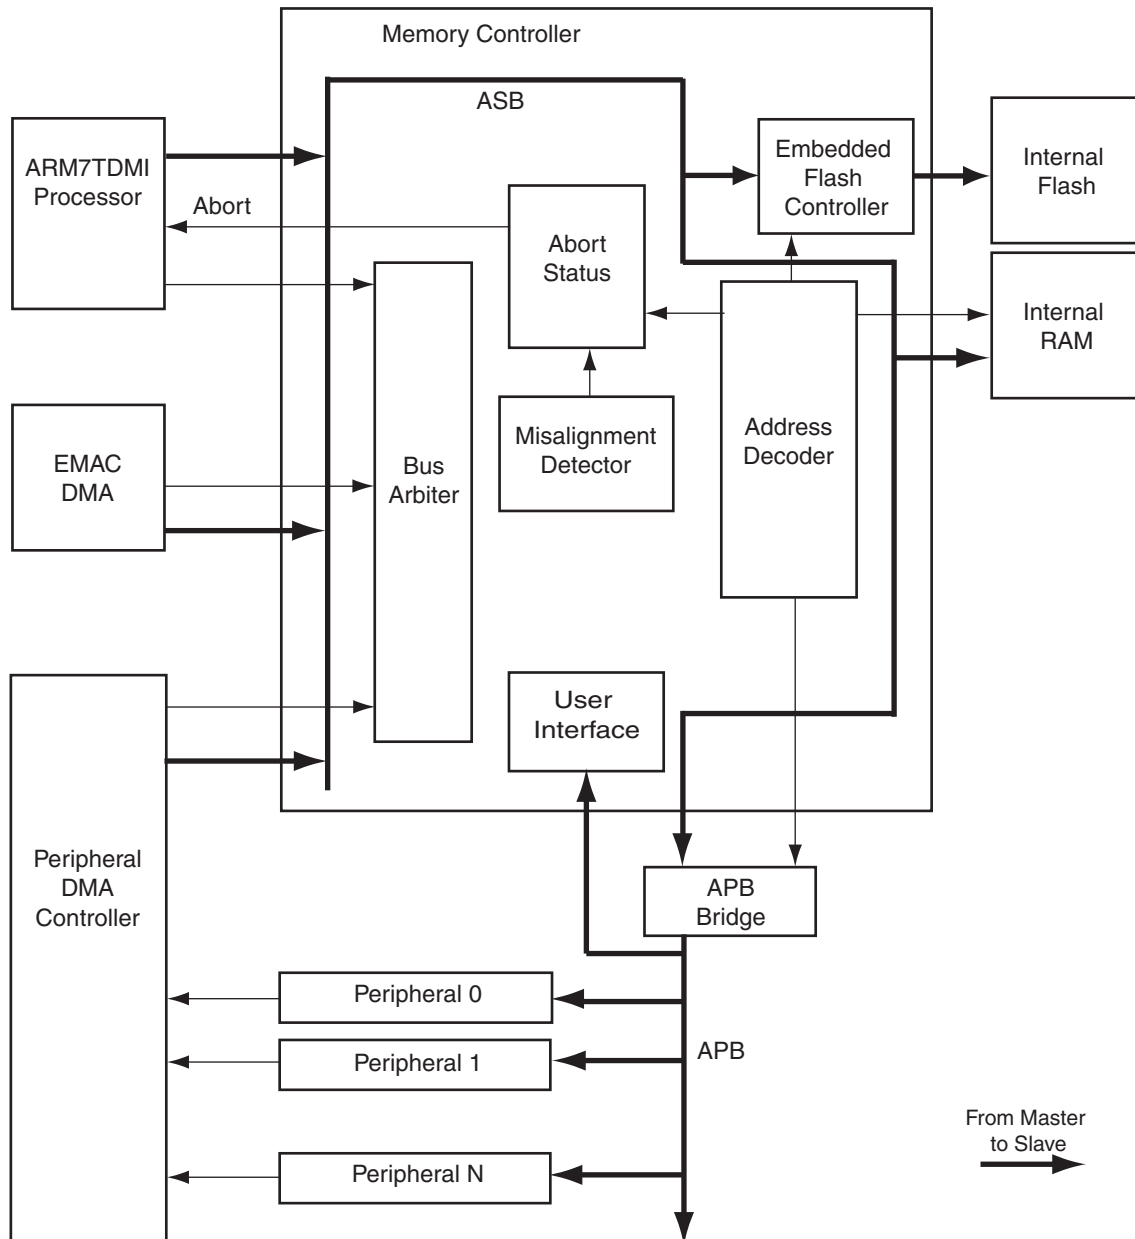 Memory Controller
ASB
ARM7TDMI
Processor
Abort
Abort
Status
Embedded
Flash
Controller
Internal
Flash
Internal
RAM
EMAC
DMA
Bus
Arbiter
Misalignment
Detector
Address
Decoder
User
Interface
Peripheral
DMA
Controller
APB
Bridge
Peripheral 0
Peripheral 1
APB
Peripheral N
From Master
to Slave